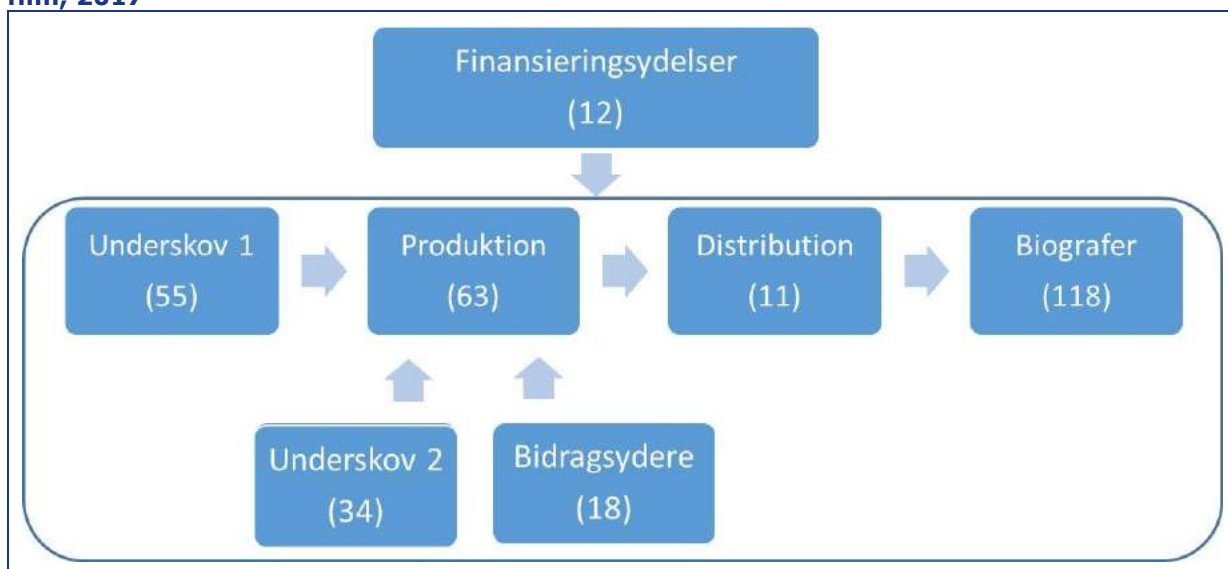 Finansieringsydelser
(12)
Underskov 1
(55)
Produktion
(63)
Distribution
(11)
Biografer
(118)
Underskov 2
(34)
Bidragsydere
(18)